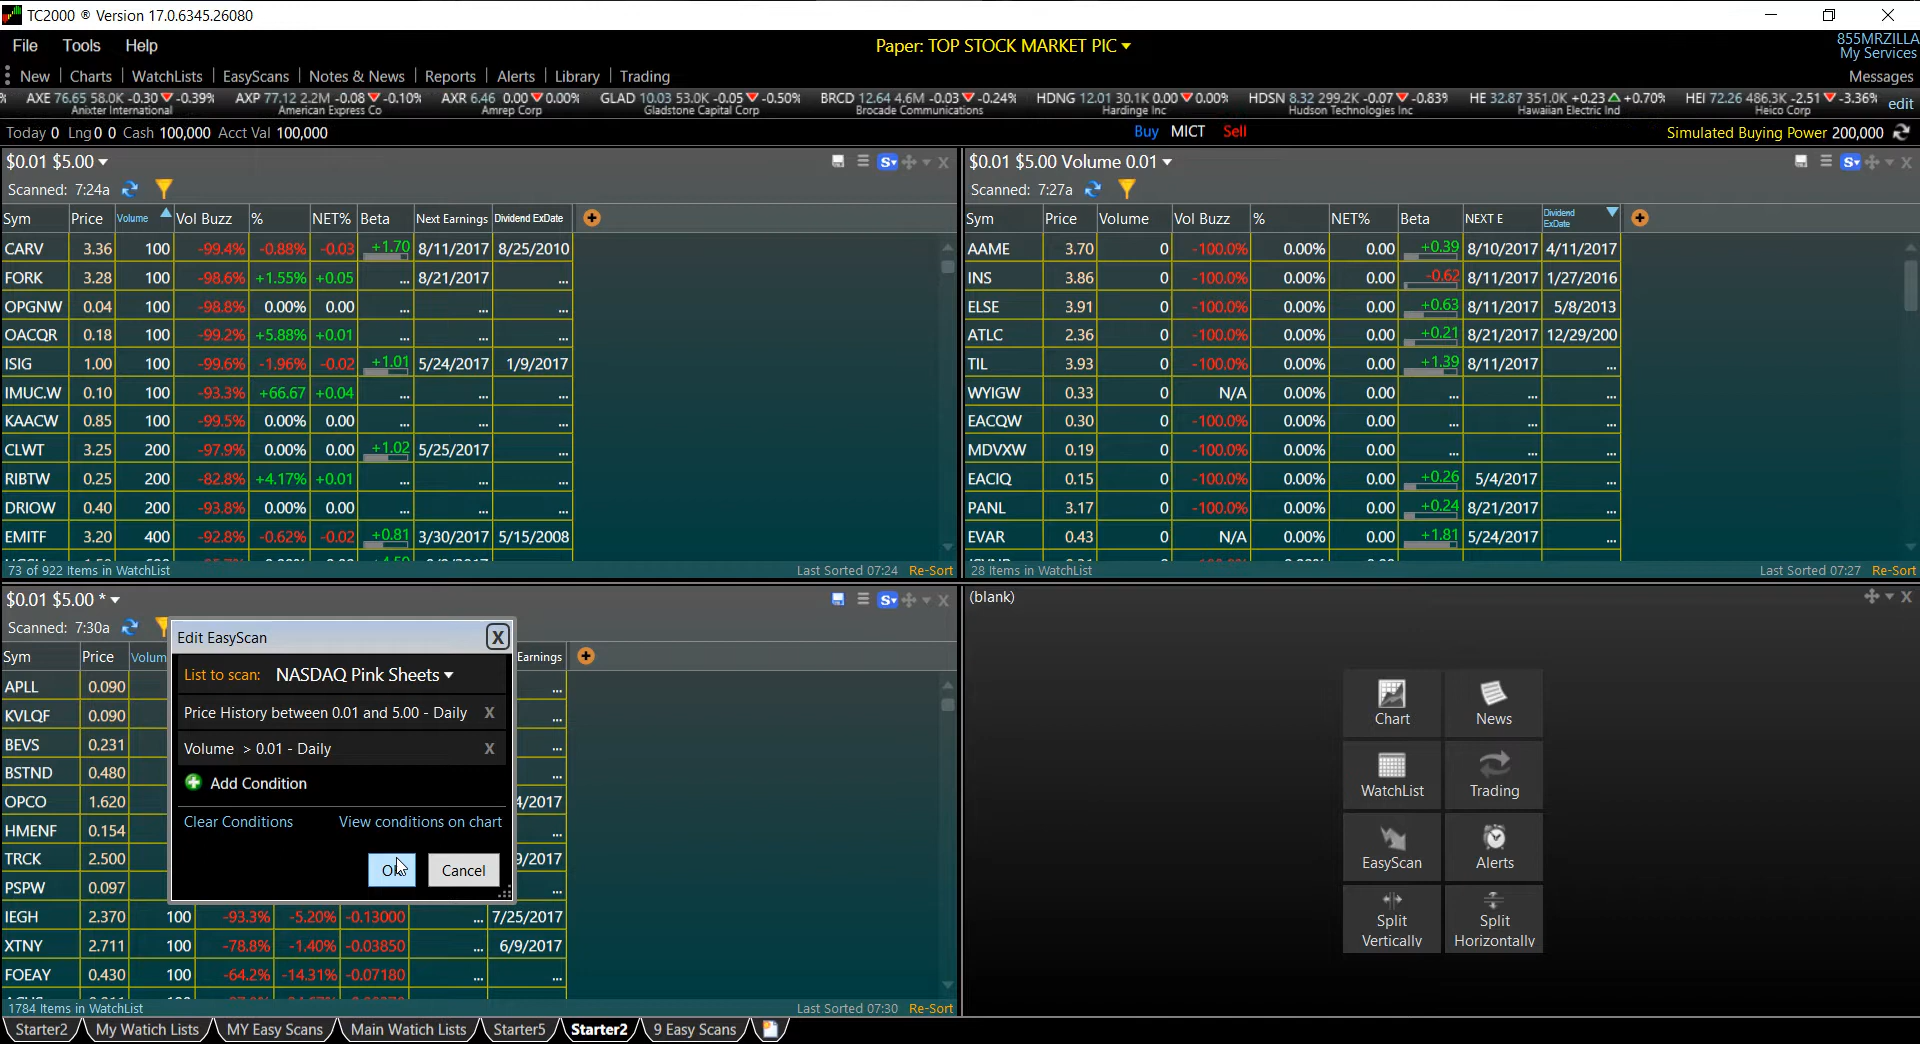 TC2000 ® Version 17.0.6345.26080
File Tools Help
Paper: TOP STOCK MARKET PIC
855MRZILLA
My Services
New Charts WatchLists EasyScans Notes & News Reports Alerts Library Trading
Messages
% AXE 76.65 58.0K -0.30 -0.39% AXP 77.12 2.2M -0.08 -0.10% AXR 6.46 0.00 0.00% GLAD 10.03 53.0K -0.05 -0.50% BRCD 12.64 4.6M -0.03 -0.24% HDNG 12.01 30.1K 0.00 0.00% HDSN 8.32 299.2K -0.07 -0.83% HE 32.87 351.0K +0.23 +0.70% HEI 72.26 486.3K -2.51 -3.36% edit
Anixter International American Express Co Amrep Corp Gladstone Capital Corp Brocade Communications Hardinge Inc Hudson Technologies Inc Hawaiian Electric Ind Heico Corp
Today 0 Lng 0 0 Cash 100,000 Acct Val 100,000
Buy MICT Sell
Simulated Buying Power 200,000
$0.01 $5.00
Scanned: 7:24a
Sym Price Volume Vol Buzz % NET% Beta Next Earnings Dividend ExDate
CARV 3.36 100 -99.4% -0.88% -0.03 +1.70 8/11/2017 8/25/2010
FORK 3.28 100 -98.6% +1.55% +0.05 ... 8/21/2017 ...
OPGNW 0.04 100 -98.8% 0.00% 0.00 ... ... ...
OACQR 0.18 100 -99.2% +5.88% +0.01 ... ... ...
ISIG 1.00 100 -99.6% -1.96% -0.02 +1.01 5/24/2017 1/9/2017
IMUC.W 0.10 100 -93.3% +66.67 +0.04 ... ... ...
KAACW 0.85 100 -99.5% 0.00% 0.00 ... ... ...
CLWT 3.25 200 -97.9% 0.00% 0.00 +1.02 5/25/2017 ...
RIBTW 0.25 200 -82.8% +4.17% +0.01 ... ... ...
DRIOW 0.40 200 -93.8% 0.00% 0.00 ... ... ...
EMITF 3.20 400 -92.8% -0.62% -0.02 +0.81 3/30/2017 5/15/2008
73 of 922 Items in WatchList
Last Sorted 07:24 Re-Sort
$0.01 $5.00 Volume 0.01
Scanned: 7:27a
Sym Price Volume Vol Buzz % NET% Beta NEXT E Dividend ExDate
AAME 3.70 0 -100.0% 0.00% 0.00 +0.39 8/10/2017 4/11/2017
INS 3.86 0 -100.0% 0.00% 0.00 -0.62 8/11/2017 1/27/2016
ELSE 3.91 0 -100.0% 0.00% 0.00 +0.63 8/11/2017 5/8/2013
ATLC 2.36 0 -100.0% 0.00% 0.00 +0.21 8/21/2017 12/29/200
TIL 3.93 0 -100.0% 0.00% 0.00 +1.39 8/11/2017 ...
WYIGW 0.33 0 N/A 0.00% 0.00 ... ... ...
EACQW 0.30 0 -100.0% 0.00% 0.00 ... ... ...
MDVXW 0.19 0 -100.0% 0.00% 0.00 ... ... ...
EACIQ 0.15 0 -100.0% 0.00% 0.00 +0.26 5/4/2017 ...
PANL 3.17 0 -100.0% 0.00% 0.00 +0.24 8/21/2017 ...
EVAR 0.43 0 N/A 0.00% 0.00 +1.81 5/24/2017 ...
28 Items in WatchList
Last Sorted 07:27 Re-Sort
$0.01 $5.00 *
Scanned: 7:30a
Sym Price Volum Earnings
APLL 0.090 ...
KVLQF 0.090 ...
BEVS 0.231 ...
BSTND 0.480 ...
OPCO 1.620 4/2017
HMENF 0.154 ...
TRCK 2.500 9/2017
PSPW 0.097 ...
IEGH 2.370 100 -93.3% -5.20% -0.13000 ... 7/25/2017
XTNY 2.711 100 -78.8% -1.40% -0.03850 ... 6/9/2017
FOEAY 0.430 100 -64.2% -14.31% -0.07180 ... ...
1784 Items in WatchList
Last Sorted 07:30 Re-Sort
Edit EasyScan
X
List to scan: NASDAQ Pink Sheets
Price History between 0.01 and 5.00 - Daily X
Volume > 0.01 - Daily X
Add Condition
Clear Conditions View conditions on chart
Cancel
(blank)
Chart News
WatchList Trading
EasyScan Alerts
Split Vertically
Split Horizontally
Starter2 My Watich Lists MY Easy Scans Main Watich Lists Starter5 Starter2 9 Easy Scans